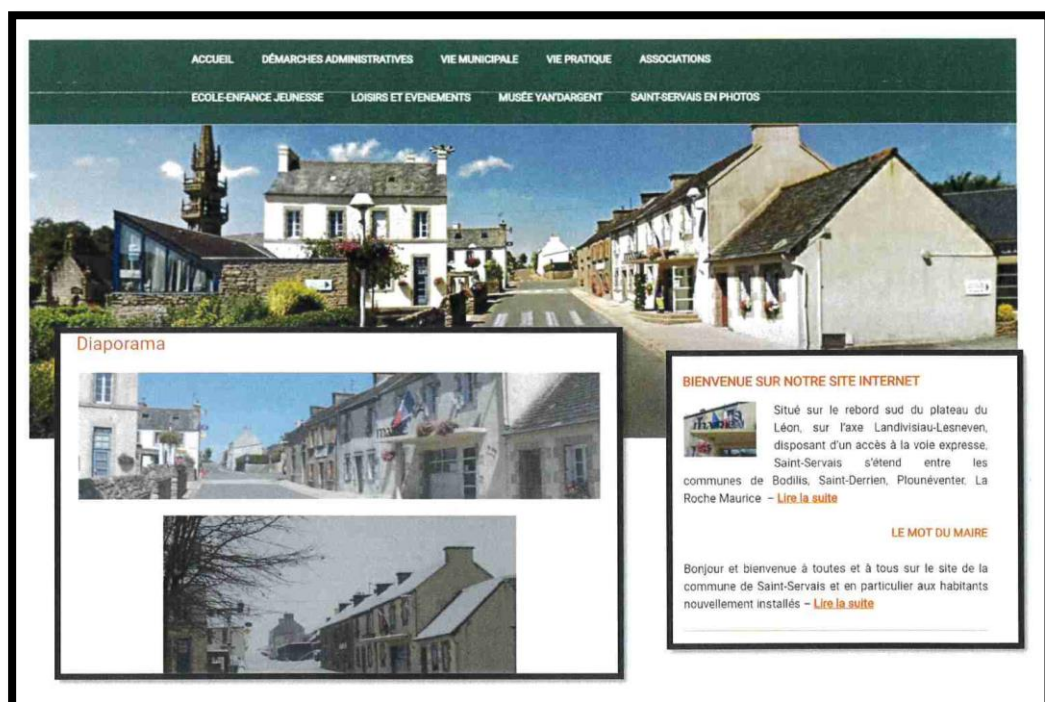 ACCUEIL DÉMARCHES ADMINISTRATIVES VIE MUNICIPALE VIE PRATIQUE ASSOCIATIONS
ECOLE-ENFANCE JEUNESSE LOISIRS ET EVENEMENTS MUSÉE YAN'DARGENT SAINT-SERVAIS EN PHOTOS
Diaporama
BIENVENUE SUR NOTRE SITE INTERNET
Situé sur le rebord sud du plateau du
Léon, sur l'axe Landivisiau-Lesneven,
disposant d'un accès à la voie expresse,
Saint-Servais s'étend entre les
communes de Bodilis, Saint-Derrien, Plounéventer, La
Roche Maurice – Lire la suite
LE MOT DU MAIRE
Bonjour et bienvenue à toutes et à tous sur le site de la
commune de Saint-Servais et en particulier aux habitants
nouvellement installés – Lire la suite